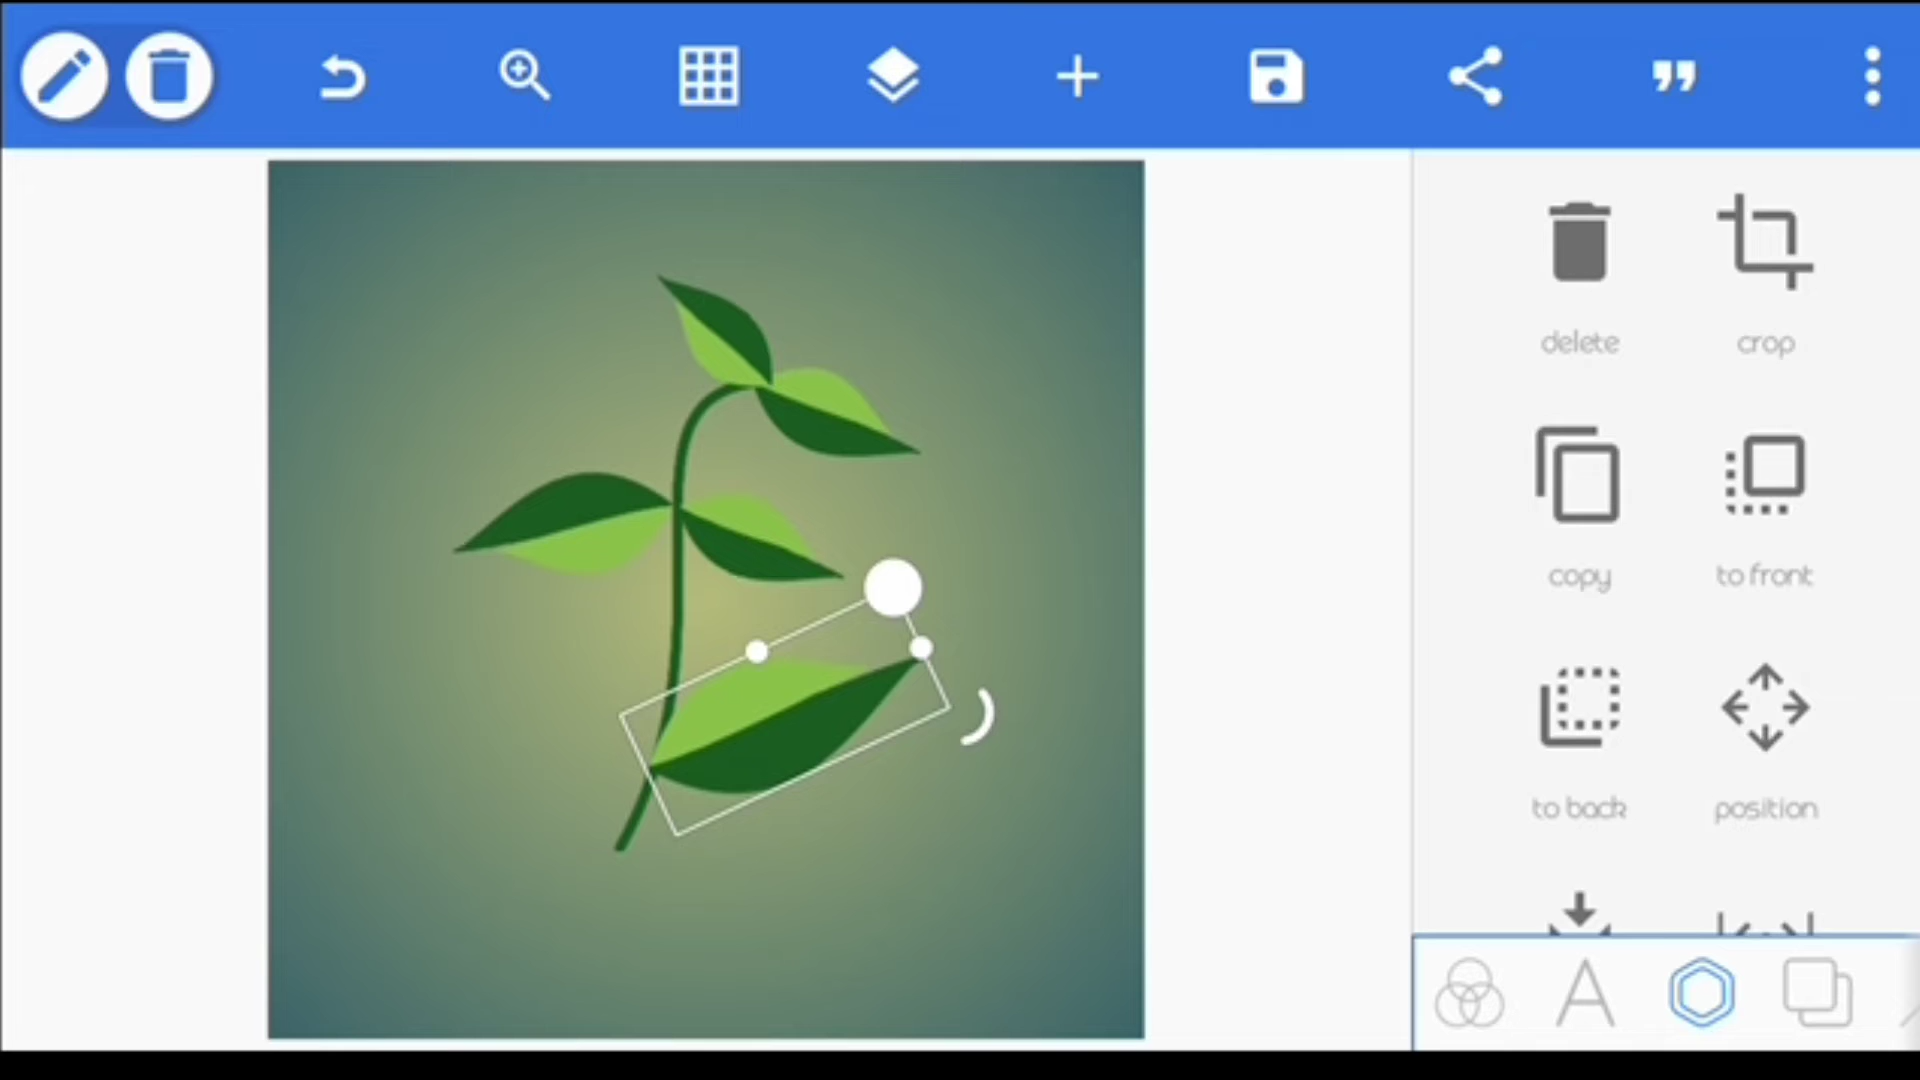 delete
crop
copy
to front
to back
position